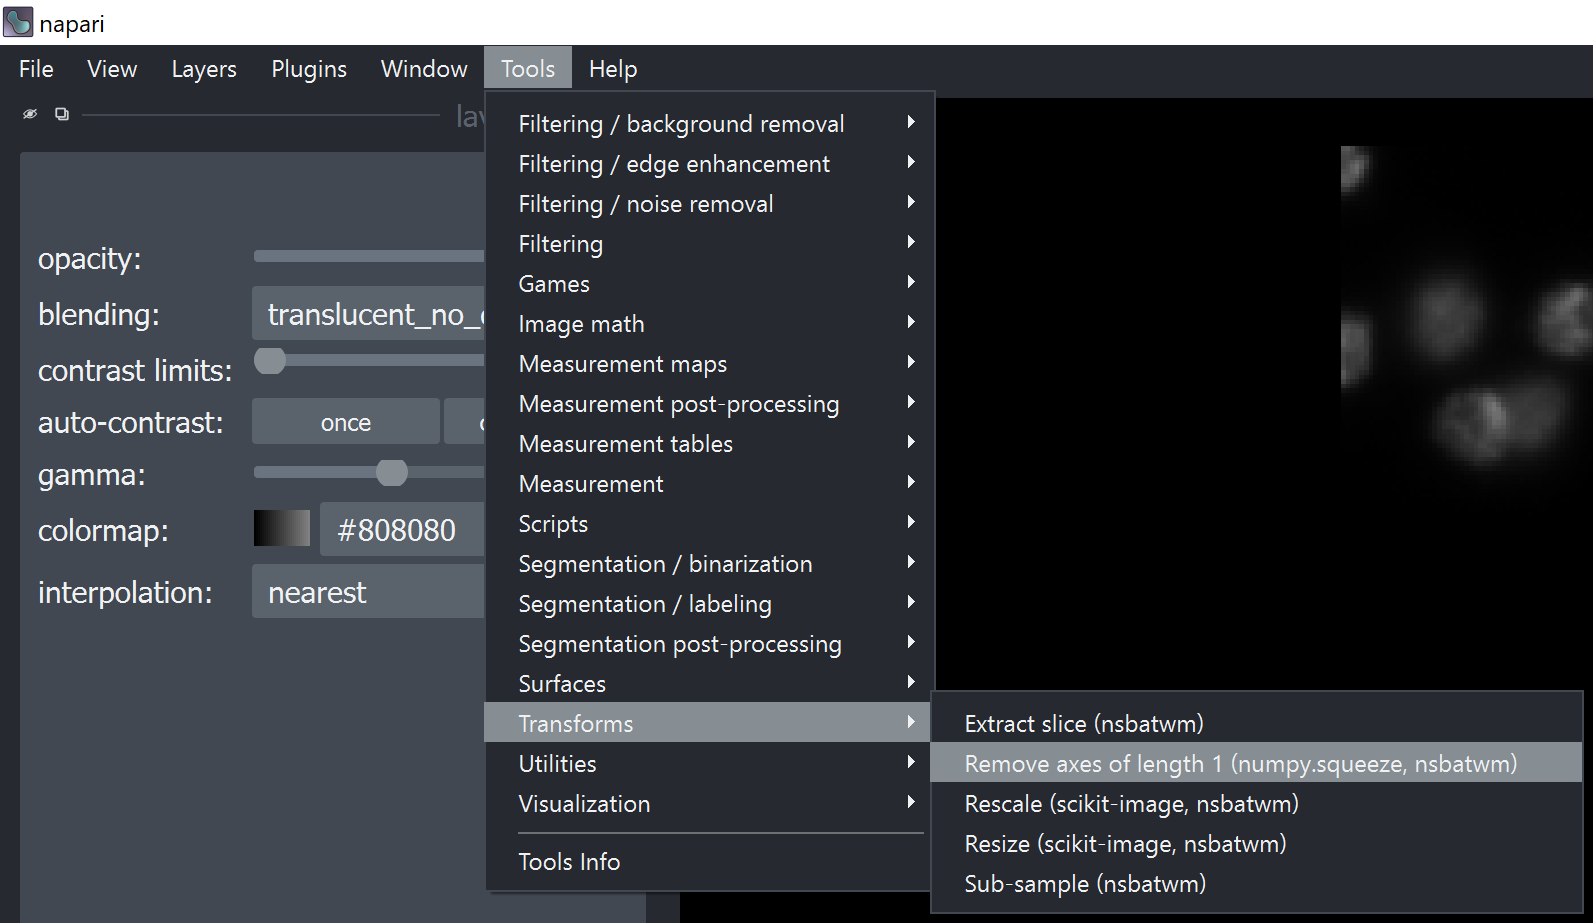 napari
File View Layers Plugins Window Tools Help
opacity:
blending: translucent_no_
contrast limits:
auto-contrast: once
gamma:
colormap: #808080
interpolation: nearest
Filtering / background removal
Filtering / edge enhancement
Filtering / noise removal
Filtering
Games
Image math
Measurement maps
Measurement post-processing
Measurement tables
Measurement
Scripts
Segmentation / binarization
Segmentation / labeling
Segmentation post-processing
Surfaces
Transforms
Utilities
Visualization
Tools Info
Extract slice (nsbatwm)
Remove axes of length 1 (numpy.squeeze, nsbatwm)
Rescale (scikit-image, nsbatwm)
Resize (scikit-image, nsbatwm)
Sub-sample (nsbatwm)